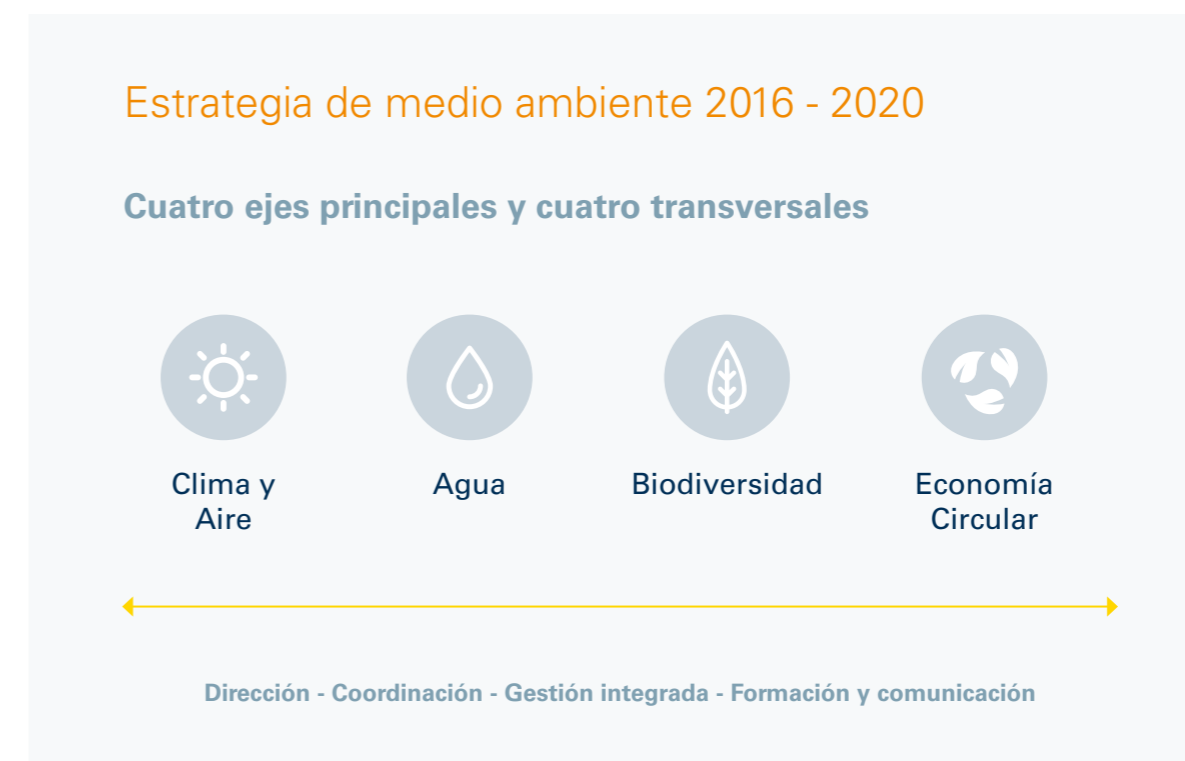 Estrategia de medio ambiente 2016 - 2020
Cuatro ejes principales y cuatro transversales
Clima y
Aire
Agua
Biodiversidad
Economía
Circular
Dirección - Coordinación - Gestión integrada - Formación y comunicación